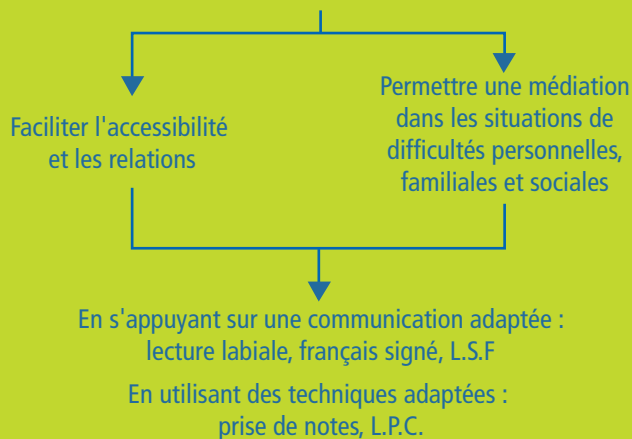 Faciliter l'accessibilité
et les relations
Permettre une médiation
dans les situations de
difficultés personnelles,
familiales et sociales
En s'appuyant sur une communication adaptée :
lecture labiale, français signé, L.S.F
En utilisant des techniques adaptées :
prise de notes, L.P.C.